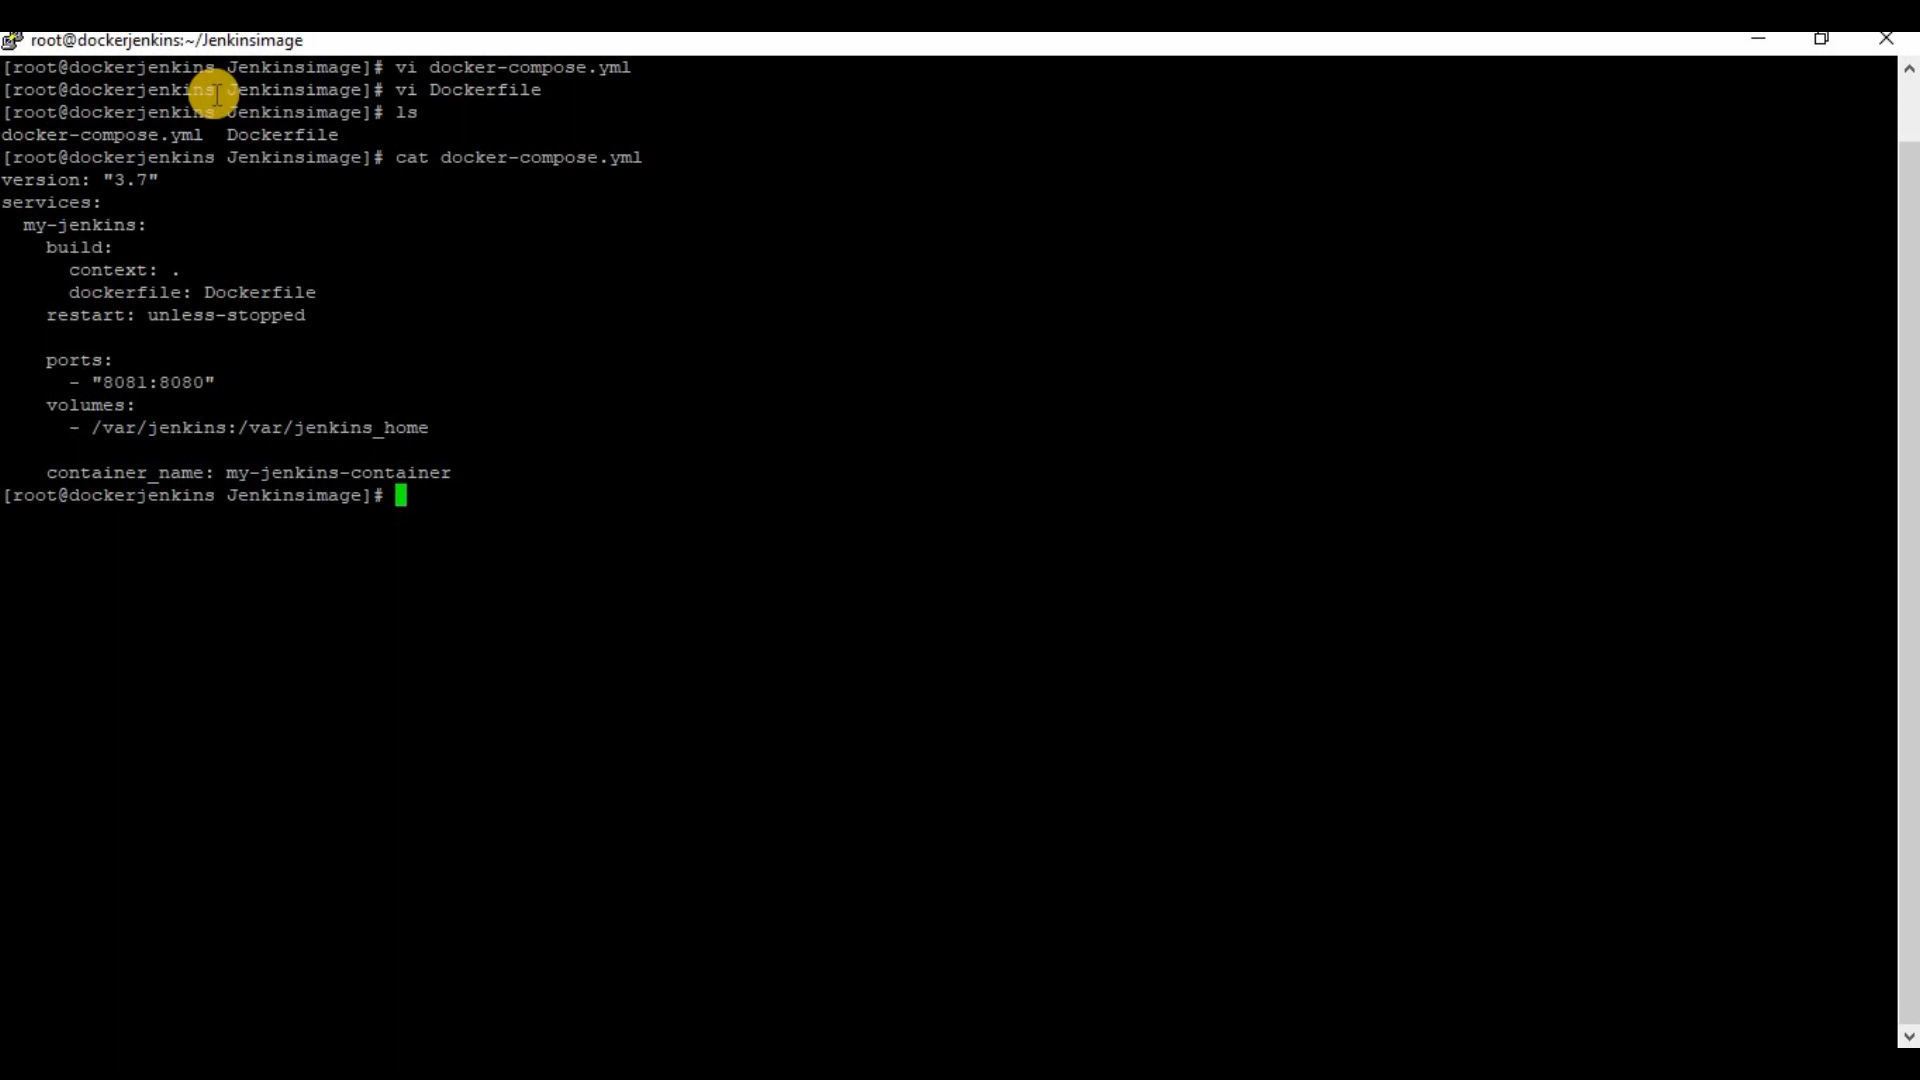 root@dockerjenkins:~/Jenkinsimage
[root@dockerjenkins Jenkinsimage]# vi docker-compose.yml
[root@dockerjenkins Jenkinsimage]# vi Dockerfile
[root@dockerjenkins Jenkinsimage]# ls
docker-compose.yml  Dockerfile
[root@dockerjenkins Jenkinsimage]# cat docker-compose.yml
version: "3.7"
services:
  my-jenkins:
    build:
      context: .
      dockerfile: Dockerfile
    restart: unless-stopped
    ports:
      - "8081:8080"
    volumes:
      - /var/jenkins:/var/jenkins_home
    container_name: my-jenkins-container
[root@dockerjenkins Jenkinsimage]#